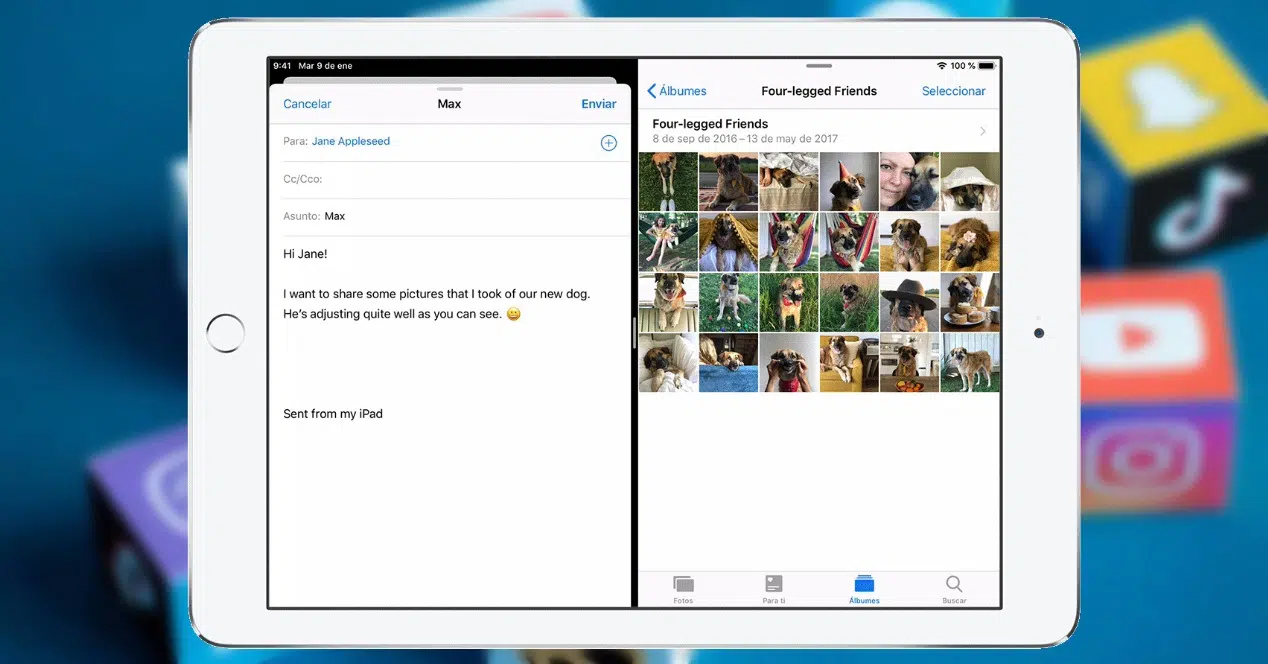 9:41 Mar 9 de ene
Cancelar
Max
Enviar
Para: Jane Appleseed
Cc/Cco:
Asunto: Max
Hi Jane!
I want to share some pictures that I took of our new dog.
He's adjusting quite well as you can see. 😀
Sent from my iPad
100 %
Álbumes
Four-legged Friends
Seleccionar
Four-legged Friends
8 de sep de 2016 – 13 de may de 2017
Fotos
Para ti
Álbumes
Buscar